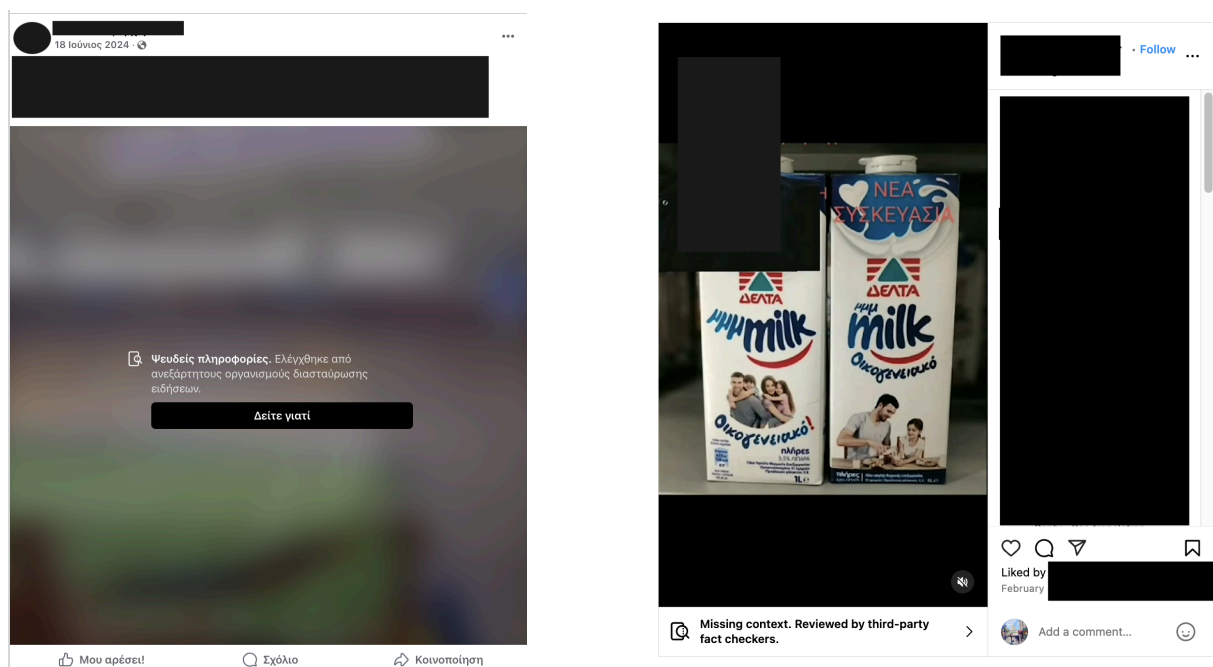 18 Ιούνιος 2024
Ψευδείς πληροφορίες. Ελέγχθηκε από
ανεξάρτητους οργανισμούς διασταύρωσης
ειδήσεων.
Δείτε γιατί
Μου αρέσει!
Σχόλιο
Κοινοποίηση
ΝΕΑ
ΣΥΣΚΕΥΑΣΙΑ
ΔΕΛΤΑ
μμμmilk
Οικογενειακό!
πλήρες
3,5% ΛΙΠΑΡΑ
1L℮
ΔΕΛΤΑ
μμμ
milk
Οικογενειακό
πλήρες
Missing context. Reviewed by third-party
fact checkers.
• Follow
Liked by
February
Add a comment...